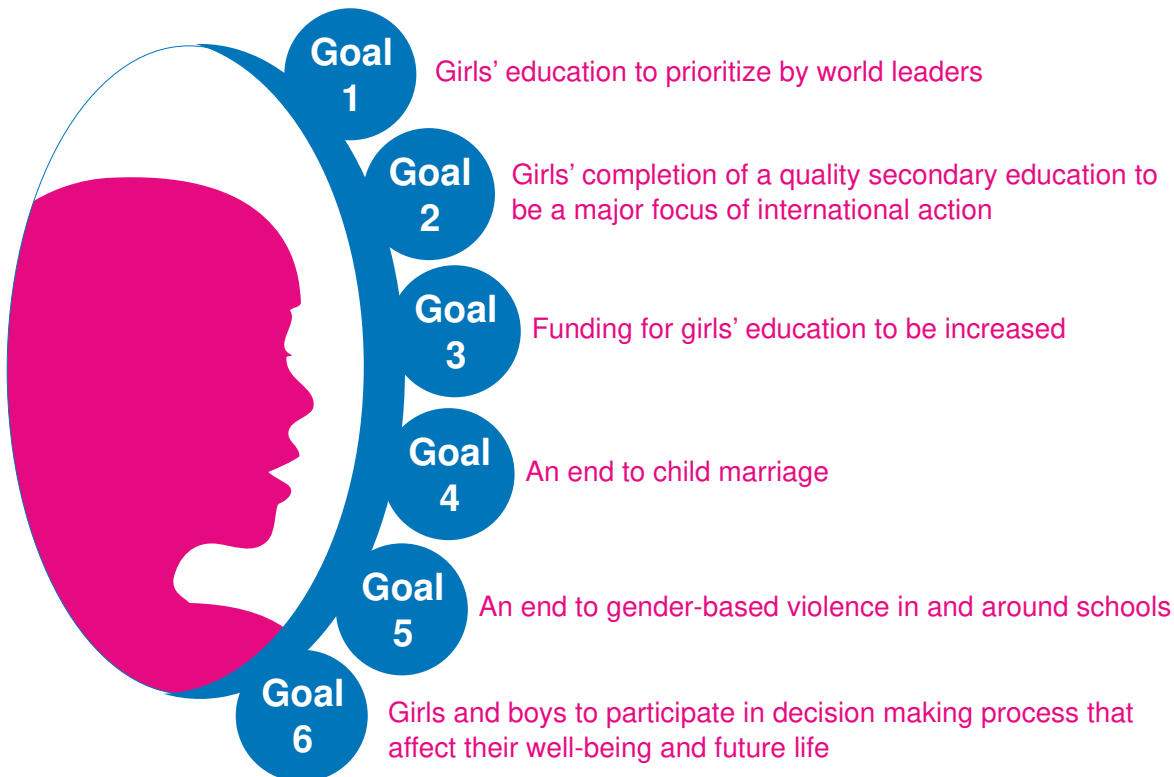 Goal
1
Girls’ education to prioritize by world leaders
Goal
2
Girls’ completion of a quality secondary education to
be a major focus of international action
Goal
3
Funding for girls’ education to be increased
Goal
4
An end to child marriage
Goal
5
An end to gender-based violence in and around schools
Goal
6
Girls and boys to participate in decision making process that
affect their well-being and future life